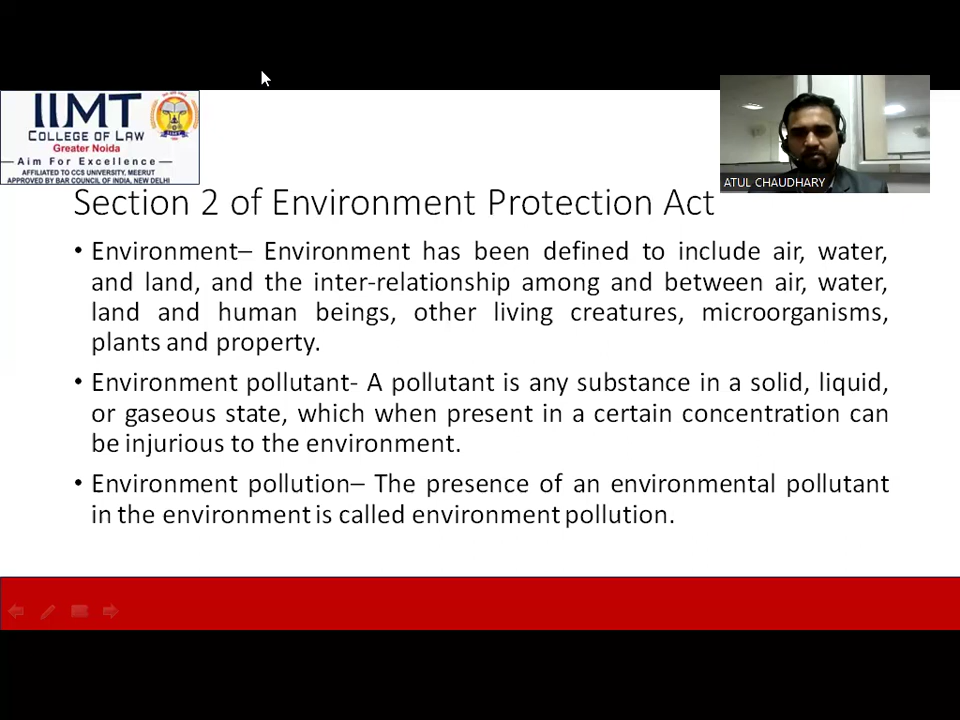 IIMT
COLLEGE OF LAW
Greater Noida
Aim For Excellence
AFFILIATED TO CCS UNIVERSITY, MEERUT
APPROVED BY BAR COUNCIL OF INDIA, NEW DELHI
ATUL CHAUDHARY
Section 2 of Environment Protection Act
• Environment– Environment has been defined to include air, water,
and land, and the inter-relationship among and between air, water,
land and human beings, other living creatures, microorganisms,
plants and property.
• Environment pollutant- A pollutant is any substance in a solid, liquid,
or gaseous state, which when present in a certain concentration can
be injurious to the environment.
• Environment pollution– The presence of an environmental pollutant
in the environment is called environment pollution.